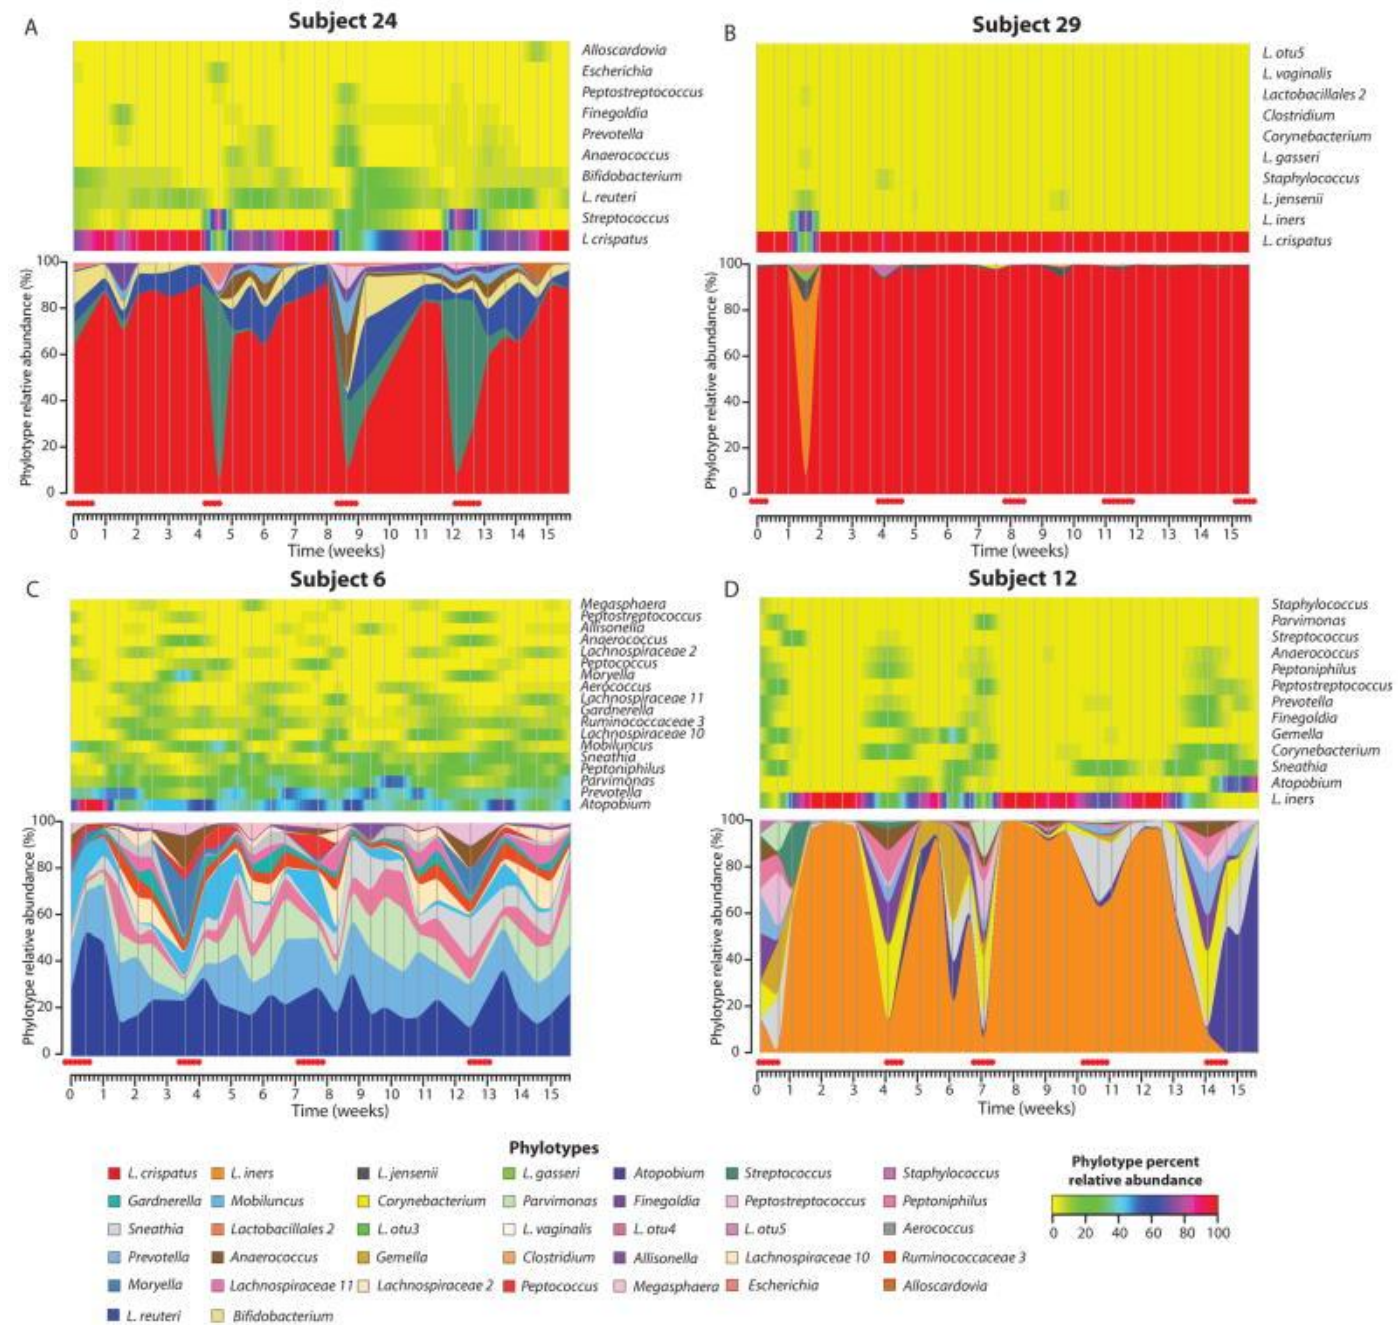 A
Subject 24
Alloscardovia
Escherichia
Peptostreptococcus
Finegoldia
Prevotella
Anaerococcus
Bifidobacterium
L. reuteri
Streptococcus
L crispatus
Phylotype relative abundance (%)
100
80
60
40
20
0
0 1 2 3 4 5 6 7 8 9 11 12 13 15
Time (weeks)
B
Subject 29
L. otu5
L. vaginalis
Lactobacillales 2
Clostridium
Corynebacterium
L. gasseri
Staphylococcus
L. jensenii
L. iners
L. crispatus
Phylotype relative abundance (%)
100
80
60
40
20
0
0 1 2 3 4 5 6 7 8 9 10 11 12 13 14 15
Time (weeks)
C
Subject 6
Megasphaera
Peptostreptococcus
Allisonella
Anaerococcus
Lachnospiraceae 2
Peptococcus
Moryella
Aerococcus
Lachnospiraceae 11
Gardnerella
Ruminococcaceae 3
Lachnospiraceae 10
Mobiluncus
Sneathia
Peptoniphilus
Parvimonas
Prevotella
Atopobium
Phylotype relative abundance (%)
100
80
60
40
20
0
0 1 2 3 4 5 6 7 8 9 10 11 12 13 14 15
Time (weeks)
D
Subject 12
Staphylococcus
Parvimonas
Streptococcus
Anaerococcus
Peptoniphilus
Peptostreptococcus
Prevotella
Finegoldia
Gemella
Corynebacterium
Sneathia
Atopobium
L. iners
Phylotype relative abundance (%)
100
80
60
40
20
0
0 1 2 3 4 5 6 7 8 9 10 11 12 13 14 15
Time (weeks)
Phylotypes
L. crispatus L. iners L. jensenii L. gasseri Atopobium Streptococcus Staphylococcus
Gardnerella Mobiluncus Corynebacterium Parvimonas Finegoldia Peptostreptococcus Peptoniphilus
Sneathia Lactobacillales 2 L. otu3 L. vaginalis L. otu4 L. otu5 Aerococcus
Prevotella Anaerococcus Gemella Clostridium Allisonella Lachnospiraceae 10 Ruminococcaceae 3
Moryella Lachnospiraceae 11 Lachnospiraceae 2 Peptococcus Megasphaera Escherichia Alloscardovia
L. reuteri Bifidobacterium
Phylotype percent
relative abundance
0 20 40 60 80 100